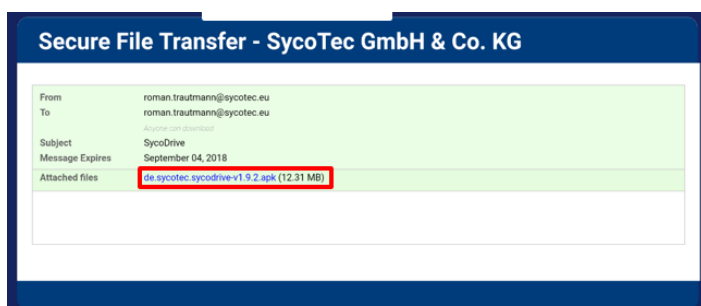 Secure File Transfer - SycoTec GmbH & Co. KG
From roman.trautmann@sycotec.eu
To roman.trautmann@sycotec.eu
Anyone can download
Subject SycoDrive
Message Expires September 04, 2018
Attached files de.sycotec.sycodrive-v1.9.2.apk (12.31 MB)